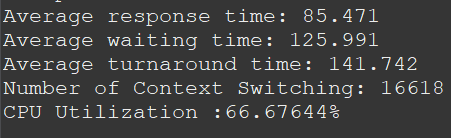 Average response time: 85.471
Average waiting time: 125.991
Average turnaround time: 141.742
Number of Context Switching: 16618
CPU Utilization :66.67644%